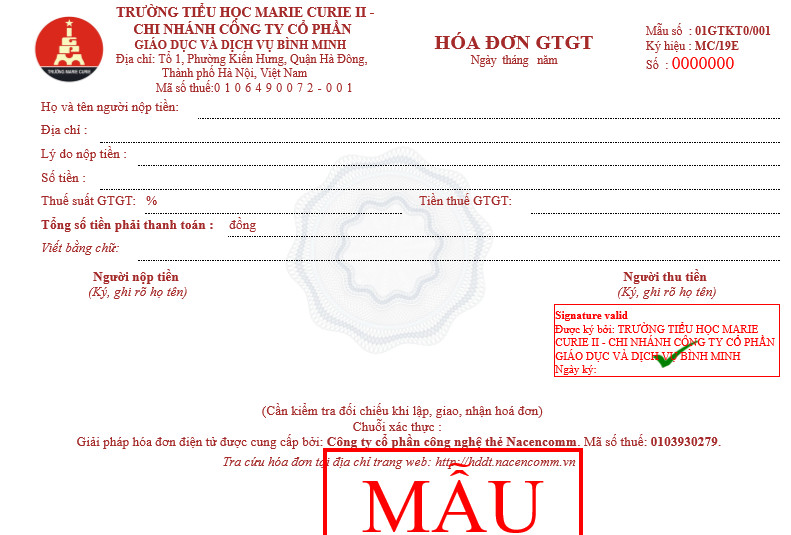 TRƯỜNG TIỂU HỌC MARIE CURIE II -
CHI NHÁNH CÔNG TY CỔ PHẦN
GIÁO DỤC VÀ DỊCH VỤ BÌNH MINH
Địa chỉ: Tổ 1, Phường Kiến Hưng, Quận Hà Đông,
Thành phố Hà Nội, Việt Nam
Mã số thuế:0 1 0 6 4 9 0 0 7 2 - 0 0 1
TRƯỜNG MARIE CURIE
HÓA ĐƠN GTGT
Ngày tháng năm
Mẫu số : 01GTKT0/001
Ký hiệu : MC/19E
Số : 0000000
Họ và tên người nộp tiền:
Địa chỉ :
Lý do nộp tiền :
Số tiền :
Thuế suất GTGT: % Tiền thuế GTGT:
Tổng số tiền phải thanh toán : đồng
Viết bằng chữ:
Người nộp tiền
(Ký, ghi rõ họ tên)
Người thu tiền
(Ký, ghi rõ họ tên)
Signature valid
Được ký bởi: TRƯỜNG TIỂU HỌC MARIE
CURIE II - CHI NHÁNH CÔNG TY CỔ PHẦN
GIÁO DỤC VÀ DỊCH VỤ BÌNH MINH
Ngày ký:
(Cần kiểm tra đối chiếu khi lập, giao, nhận hoá đơn)
Chuỗi xác thực :
Giải pháp hóa đơn điện tử được cung cấp bởi: Công ty cổ phần công nghệ thẻ Nacencomm. Mã số thuế: 0103930279.
Tra cứu hóa đơn tại địa chỉ trang web: http://hddt.nacencomm.vn
MẪU